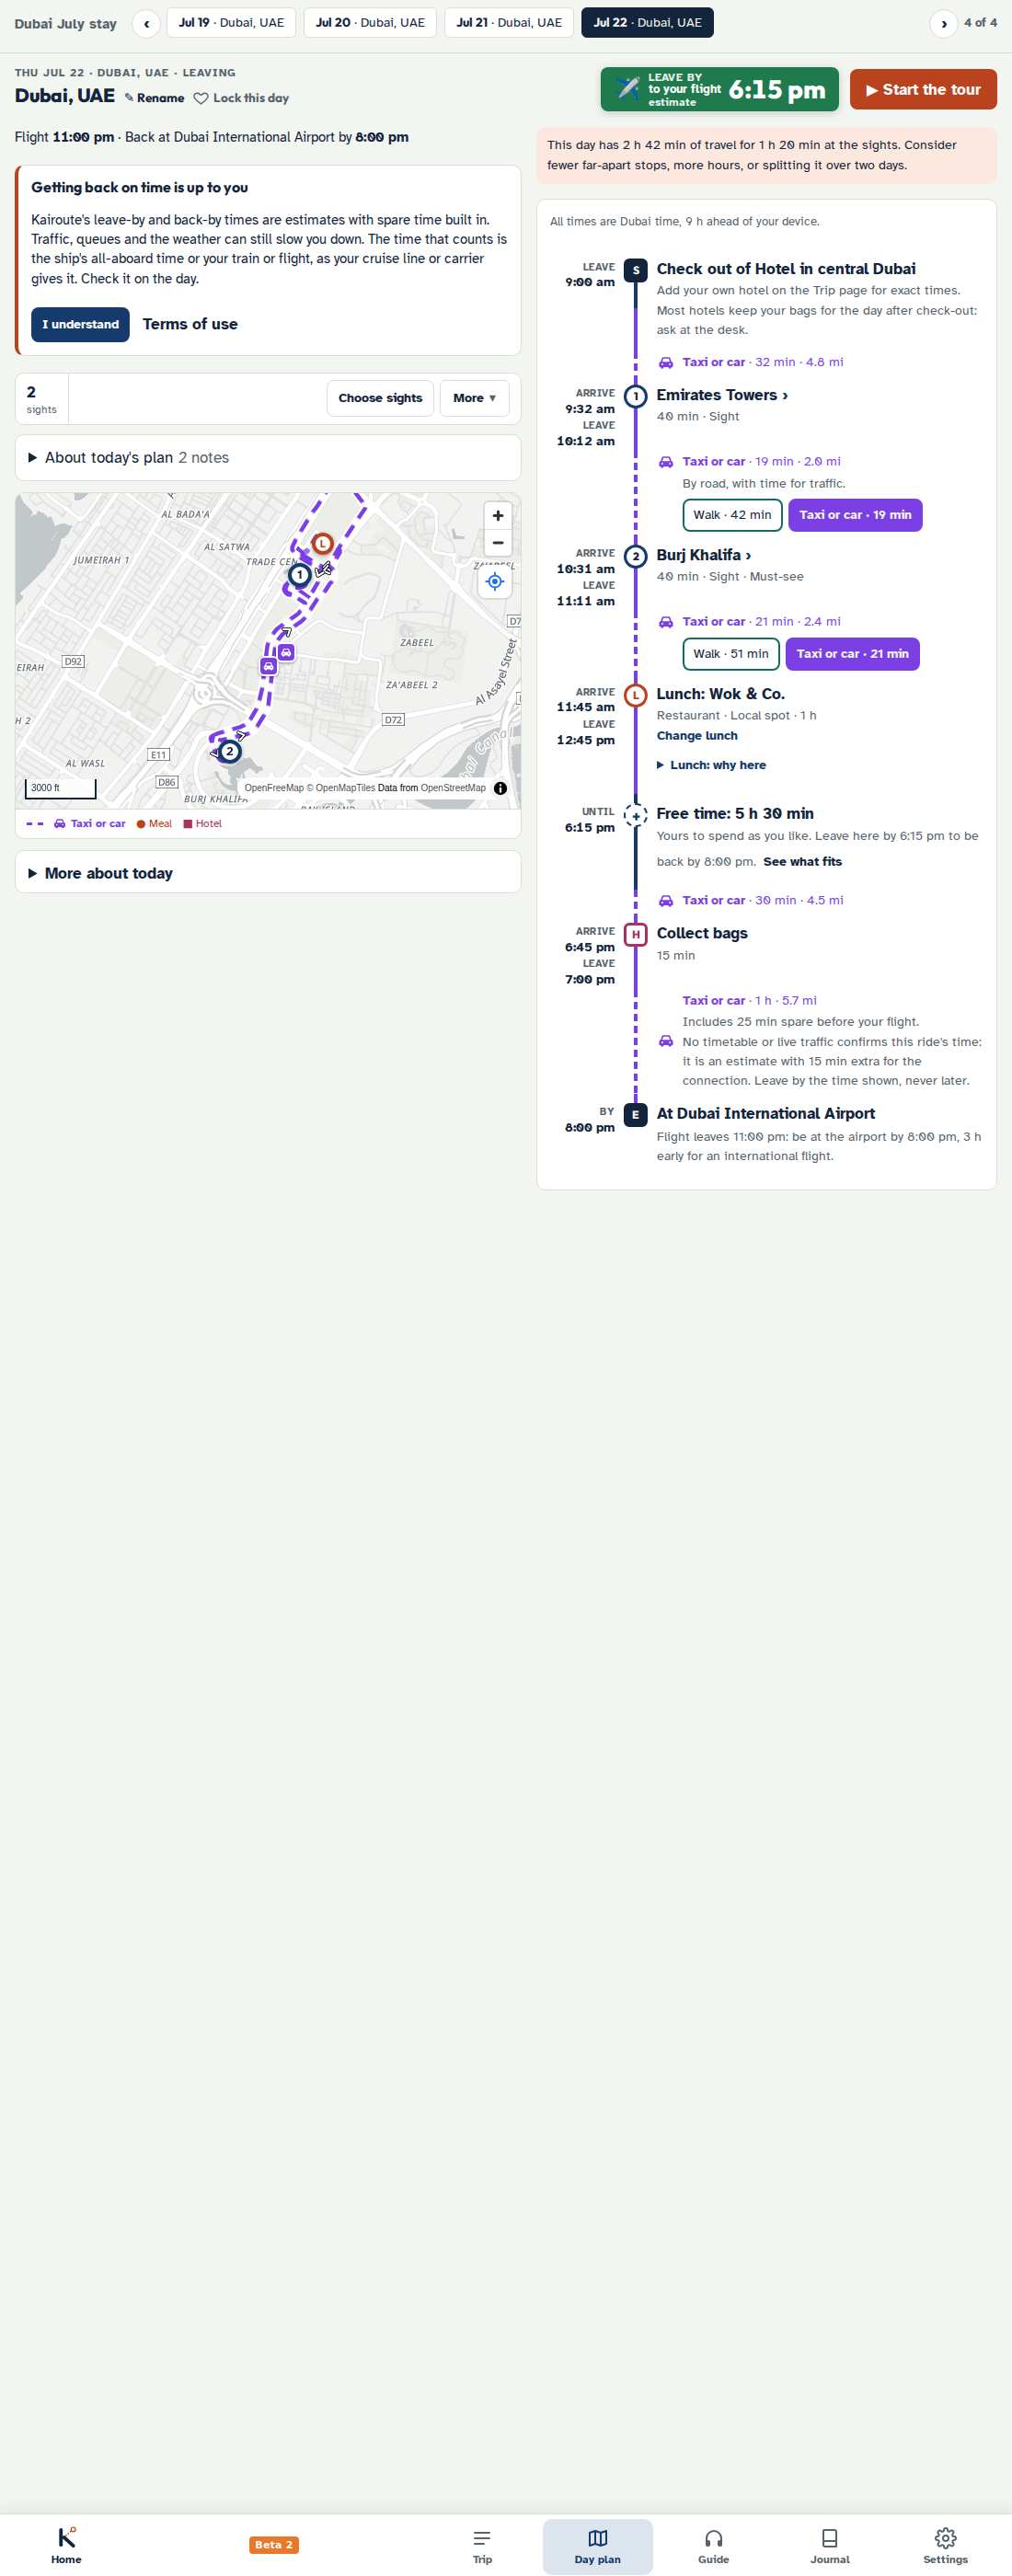 Dubai July stay
‹
Jul 19 · Dubai, UAE
Jul 20 · Dubai, UAE
Jul 21 · Dubai, UAE
Jul 22 · Dubai, UAE
›
4 of 4
THU JUL 22 · DUBAI, UAE · LEAVING
Dubai, UAE
✎ Rename
Lock this day
LEAVE BY
to your flight
estimate
6:15 pm
▶ Start the tour
Flight 11:00 pm · Back at Dubai International Airport by 8:00 pm
Getting back on time is up to you
Kairoute's leave-by and back-by times are estimates with spare time built in.
Traffic, queues and the weather can still slow you down. The time that counts is
the ship's all-aboard time or your train or flight, as your cruise line or carrier
gives it. Check it on the day.
I understand
Terms of use
2
sights
Choose sights
More ▼
▶ About today's plan 2 notes
AL BADA'A
JUMEIRAH 1
AL SATWA
TRADE CEN
L
1
ZABEEL
D92
EIRAH
ZA'ABEEL 2
Al Asayel Street
D7
H 2
D72
E11
2
AL WASL
D86
BURJ KHALIFA
3000 ft
+
−
OpenFreeMap © OpenMapTiles Data from OpenStreetMap
Taxi or car
Meal
Hotel
▶ More about today
This day has 2 h 42 min of travel for 1 h 20 min at the sights. Consider
fewer far-apart stops, more hours, or splitting it over two days.
All times are Dubai time, 9 h ahead of your device.
LEAVE
9:00 am
S
Check out of Hotel in central Dubai
Add your own hotel on the Trip page for exact times.
Most hotels keep your bags for the day after check-out:
ask at the desk.
Taxi or car · 32 min · 4.8 mi
ARRIVE
9:32 am
LEAVE
10:12 am
1
Emirates Towers ›
40 min · Sight
Taxi or car · 19 min · 2.0 mi
By road, with time for traffic.
Walk · 42 min
Taxi or car · 19 min
ARRIVE
10:31 am
LEAVE
11:11 am
2
Burj Khalifa ›
40 min · Sight · Must-see
Taxi or car · 21 min · 2.4 mi
Walk · 51 min
Taxi or car · 21 min
ARRIVE
11:45 am
LEAVE
12:45 pm
L
Lunch: Wok & Co.
Restaurant · Local spot · 1 h
Change lunch
▶ Lunch: why here
UNTIL
6:15 pm
+
Free time: 5 h 30 min
Yours to spend as you like. Leave here by 6:15 pm to be
back by 8:00 pm. See what fits
Taxi or car · 30 min · 4.5 mi
ARRIVE
6:45 pm
LEAVE
7:00 pm
H
Collect bags
15 min
Taxi or car · 1 h · 5.7 mi
Includes 25 min spare before your flight.
No timetable or live traffic confirms this ride's time:
it is an estimate with 15 min extra for the
connection. Leave by the time shown, never later.
BY
8:00 pm
E
At Dubai International Airport
Flight leaves 11:00 pm: be at the airport by 8:00 pm, 3 h
early for an international flight.
Home
Beta 2
Trip
Day plan
Guide
Journal
Settings